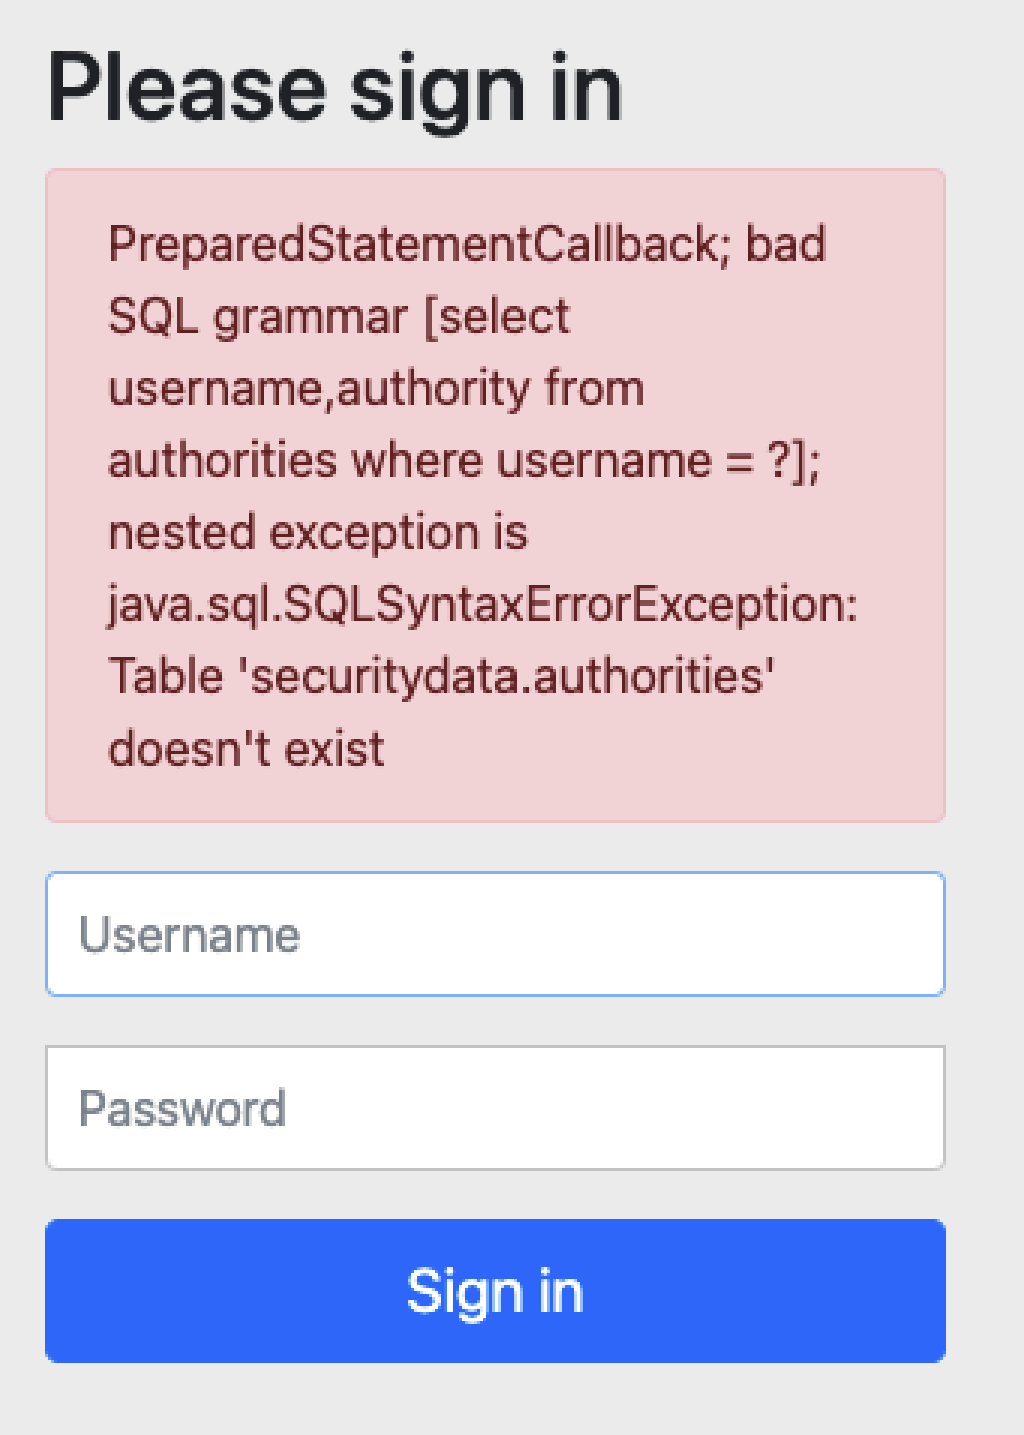 Please sign in
PreparedStatementCallback; bad
SQL grammar [select
username,authority from
authorities where username = ?];
nested exception is
java.sql.SQLSyntaxErrorException:
Table 'securitydata.authorities'
doesn't exist
Username
Password
Sign in